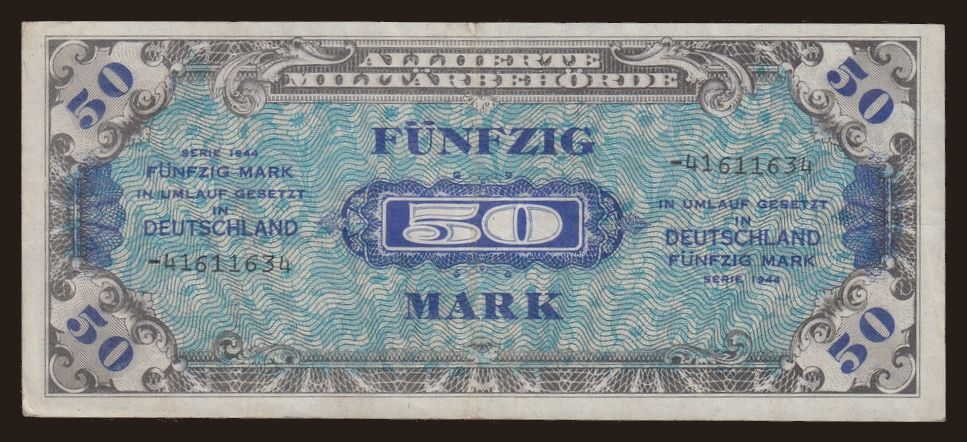 50
ALLIIERTE
50
MILITÄRBEHÖRDE
FÜNFZIG
SERIE 1944
FÜNFZIG MARK
IN UMLAUF GESETZT
IN
DEUTSCHLAND
-41611634
50
-41611634
IN UMLAUF GESETZT
IN
DEUTSCHLAND
FÜNFZIG MARK
SERIE 1944
MARK
50
50